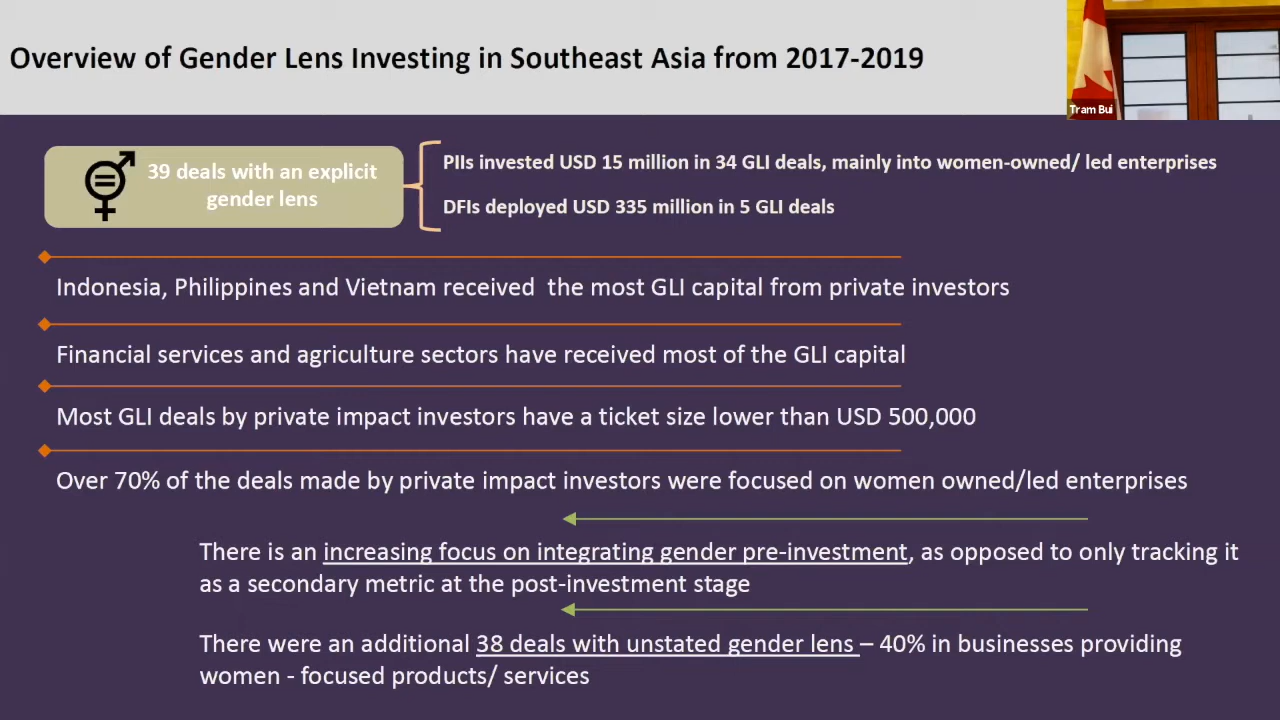 Overview of Gender Lens Investing in Southeast Asia from 2017-2019
Tram Bui
39 deals with an explicit
gender lens
PIIs invested USD 15 million in 34 GLI deals, mainly into women-owned/ led enterprises
DFIs deployed USD 335 million in 5 GLI deals
Indonesia, Philippines and Vietnam received  the most GLI capital from private investors
Financial services and agriculture sectors have received most of the GLI capital
Most GLI deals by private impact investors have a ticket size lower than USD 500,000
Over 70% of the deals made by private impact investors were focused on women owned/led enterprises
There is an increasing focus on integrating gender pre-investment, as opposed to only tracking it
as a secondary metric at the post-investment stage
There were an additional 38 deals with unstated gender lens – 40% in businesses providing
women - focused products/ services